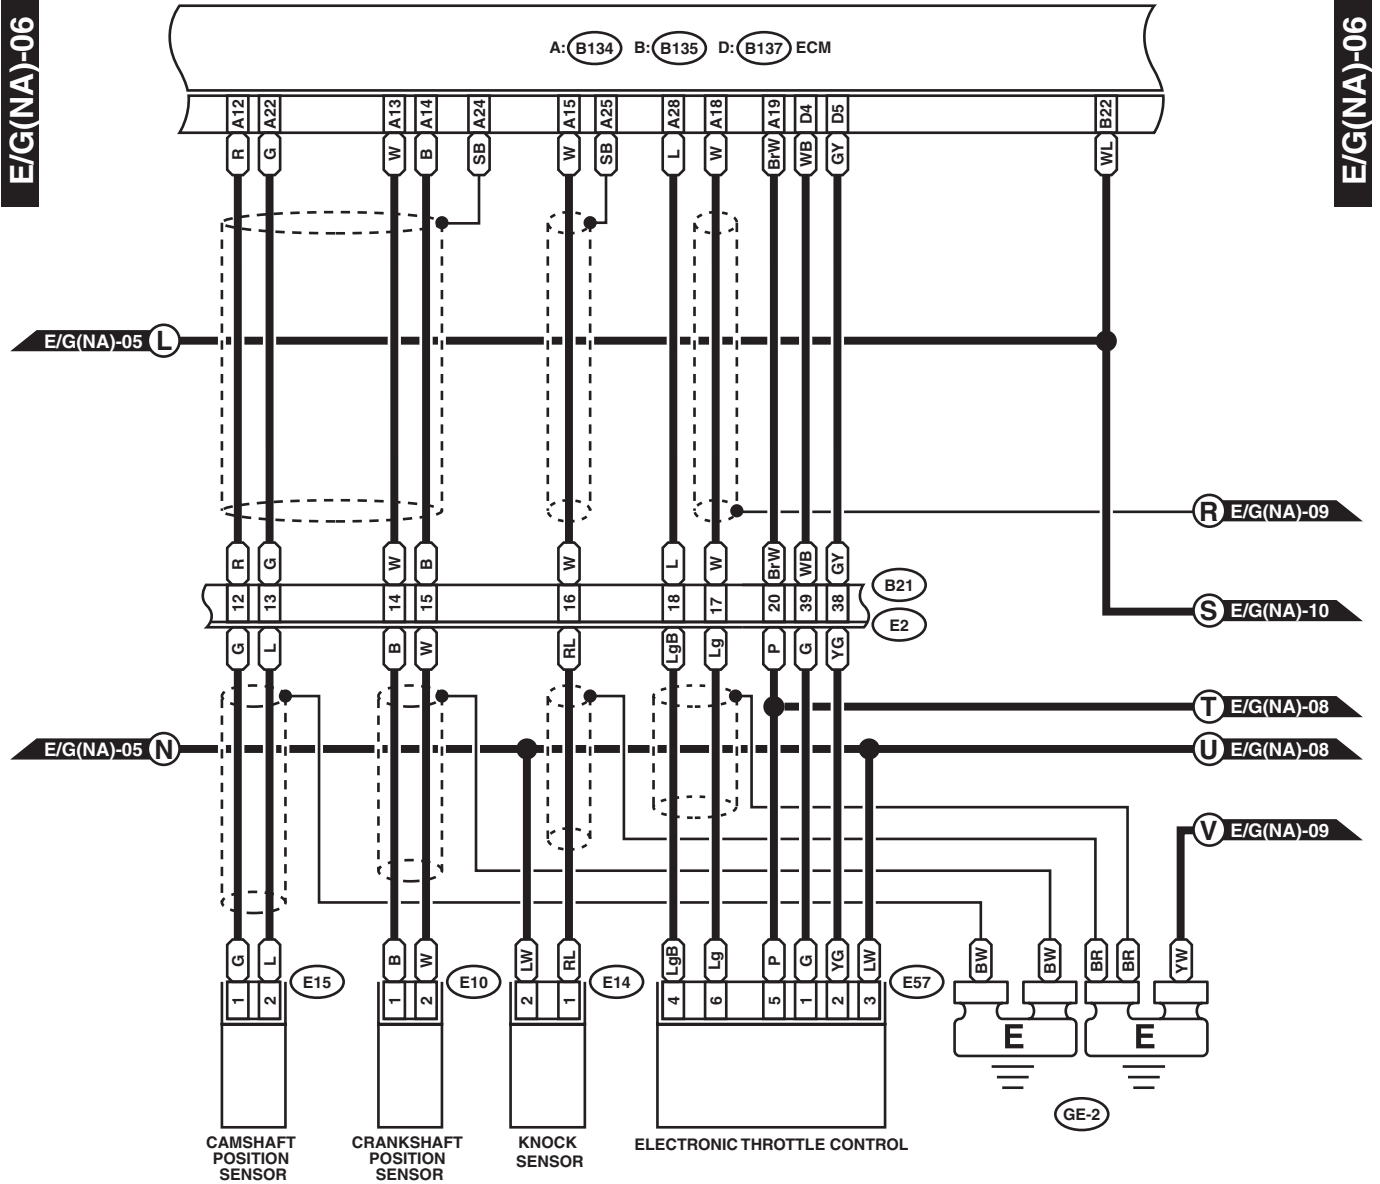 E/G(NA)-06
E/G(NA)-06
A: B134 B: B135 D: B137 ECM
A12 A22 A13 A14 A24 A15 A25 A28 A18 A19 D4 D5 B22
R G W B SB W SB L W BrW WB GY WL
E/G(NA)-05 L
R E/G(NA)-09
R G W B W L W BrW WB GY
B21
12 13 14 15 16 18 17 20 39 38
S E/G(NA)-10
E2
G L B W RL LgB Lg P G YG
T E/G(NA)-08
E/G(NA)-05 N
U E/G(NA)-08
V E/G(NA)-09
G L B W LW RL LgB Lg P G YG LW BW BW BR BR YW
E15 E10 E14 E57
1 2 1 2 2 1 4 6 5 1 2 3
E E
GE-2
CAMSHAFT
POSITION
SENSOR
CRANKSHAFT
POSITION
SENSOR
KNOCK
SENSOR
ELECTRONIC THROTTLE CONTROL